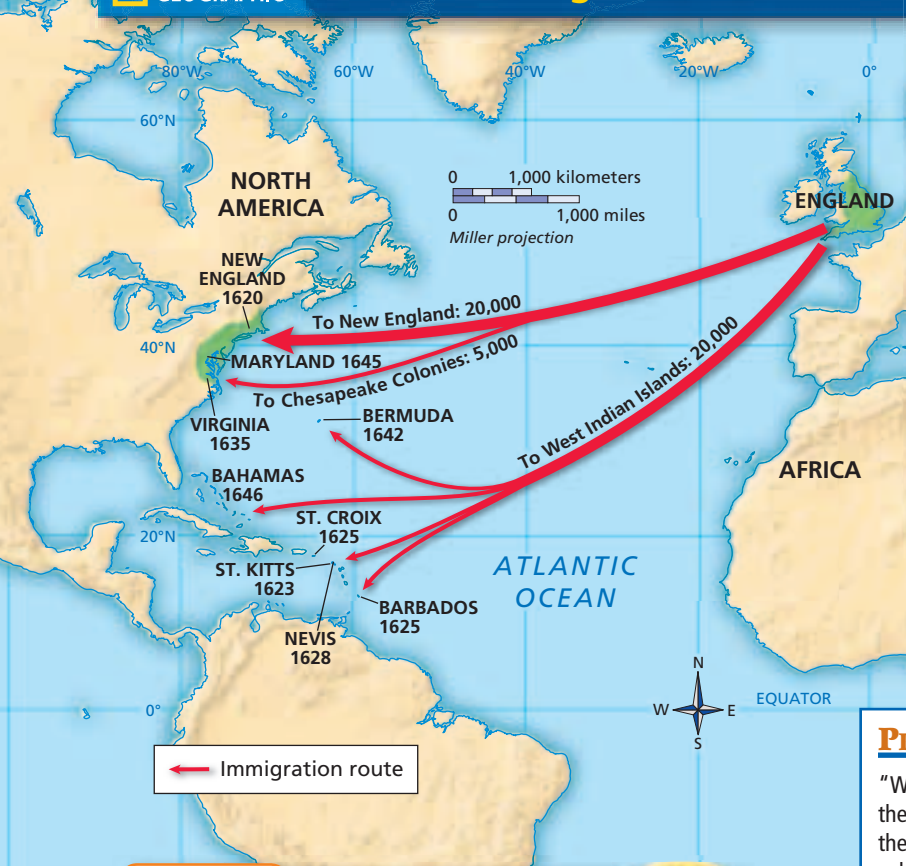 GEOGRAPHIC
80°W
60°W
40°W
20°W
0°
60°N
NORTH
AMERICA
0
1,000 kilometers
0
1,000 miles
Miller projection
ENGLAND
NEW
ENGLAND
1620
To New England: 20,000
40°N
MARYLAND 1645
To Chesapeake Colonies: 5,000
To West Indian Islands: 20,000
VIRGINIA
1635
BERMUDA
1642
AFRICA
BAHAMAS
1646
ST. CROIX
1625
20°N
ST. KITTS
1623
ATLANTIC
OCEAN
BARBADOS
1625
NEVIS
1628
N
W
E
S
EQUATOR
0°
Immigration route
"W
the
the